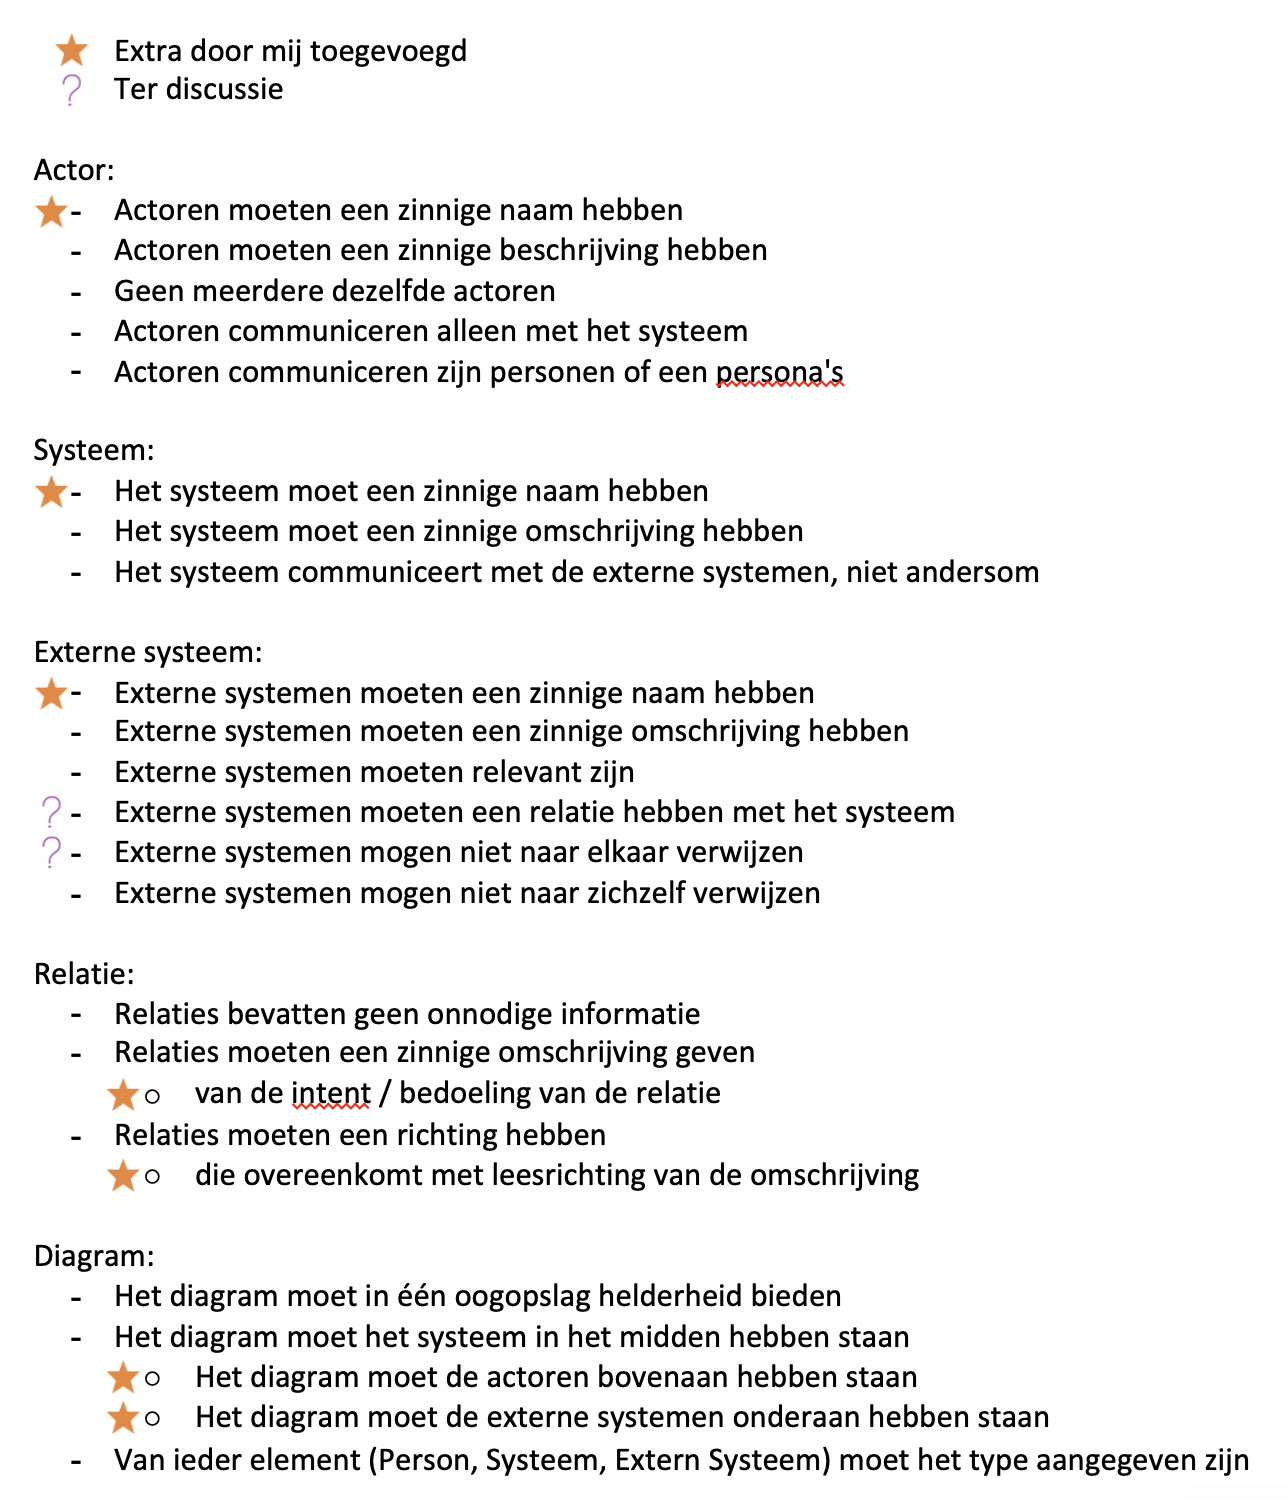 ★ Extra door mij toegevoegd
? Ter discussie
Actor:
★- Actoren moeten een zinnige naam hebben
- Actoren moeten een zinnige beschrijving hebben
- Geen meerdere dezelfde actoren
- Actoren communiceren alleen met het systeem
- Actoren communiceren zijn personen of een persona's
Systeem:
★- Het systeem moet een zinnige naam hebben
- Het systeem moet een zinnige omschrijving hebben
- Het systeem communiceert met de externe systemen, niet andersom
Externe systeem:
★- Externe systemen moeten een zinnige naam hebben
- Externe systemen moeten een zinnige omschrijving hebben
- Externe systemen moeten relevant zijn
? - Externe systemen moeten een relatie hebben met het systeem
? - Externe systemen mogen niet naar elkaar verwijzen
- Externe systemen mogen niet naar zichzelf verwijzen
Relatie:
- Relaties bevatten geen onnodige informatie
- Relaties moeten een zinnige omschrijving geven
★○ van de intent / bedoeling van de relatie
- Relaties moeten een richting hebben
★○ die overeenkomt met leesrichting van de omschrijving
Diagram:
- Het diagram moet in één oogopslag helderheid bieden
- Het diagram moet het systeem in het midden hebben staan
★○ Het diagram moet de actoren bovenaan hebben staan
★○ Het diagram moet de externe systemen onderaan hebben staan
- Van ieder element (Person, Systeem, Extern Systeem) moet het type aangegeven zijn